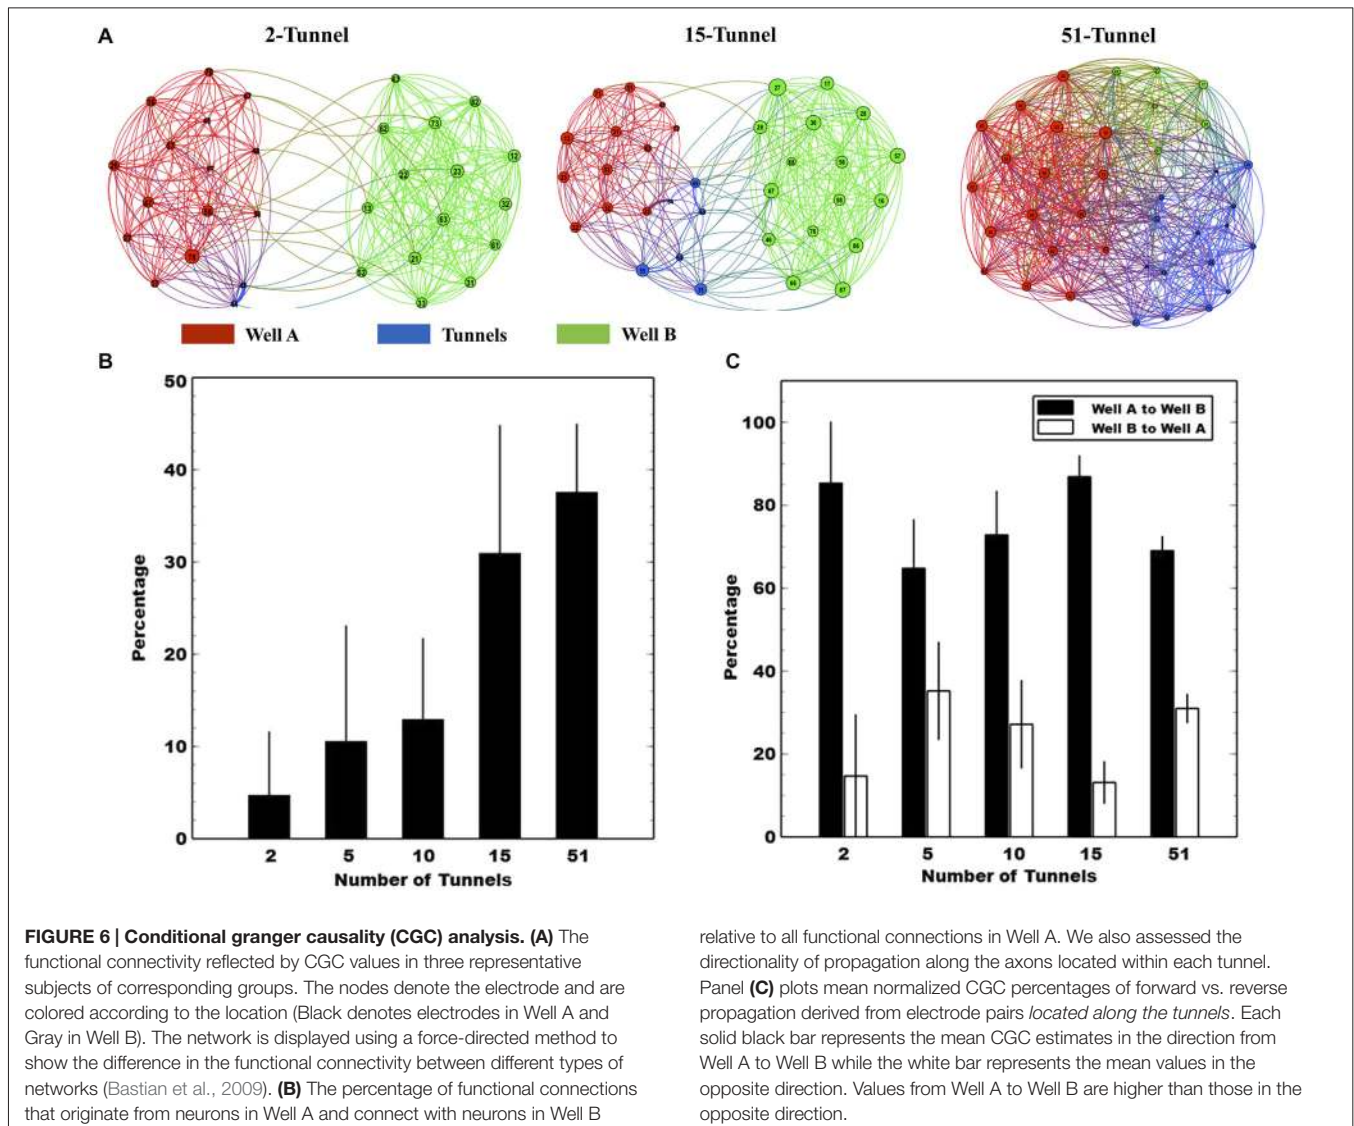 A
2-Tunnel
15-Tunnel
51-Tunnel
Well A
Tunnels
Well B
B
50
40
30
20
10
0
Percentage
2
5
10
15
51
Number of Tunnels
C
Well A to Well B
Well B to Well A
100
80
60
40
20
0
Percentage
2
5
10
15
51
Number of Tunnels
FIGURE 6 | Conditional granger causality (CGC) analysis. (A) The
functional connectivity reflected by CGC values in three representative
subjects of corresponding groups. The nodes denote the electrode and are
colored according to the location (Black denotes electrodes in Well A and
Gray in Well B). The network is displayed using a force-directed method to
show the difference in the functional connectivity between different types of
networks (Bastian et al., 2009). (B) The percentage of functional connections
that originate from neurons in Well A and connect with neurons in Well B
relative to all functional connections in Well A. We also assessed the
directionality of propagation along the axons located within each tunnel.
Panel (C) plots mean normalized CGC percentages of forward vs. reverse
propagation derived from electrode pairs located along the tunnels. Each
solid black bar represents the mean CGC estimates in the direction from
Well A to Well B while the white bar represents the mean values in the
opposite direction. Values from Well A to Well B are higher than those in the
opposite direction.